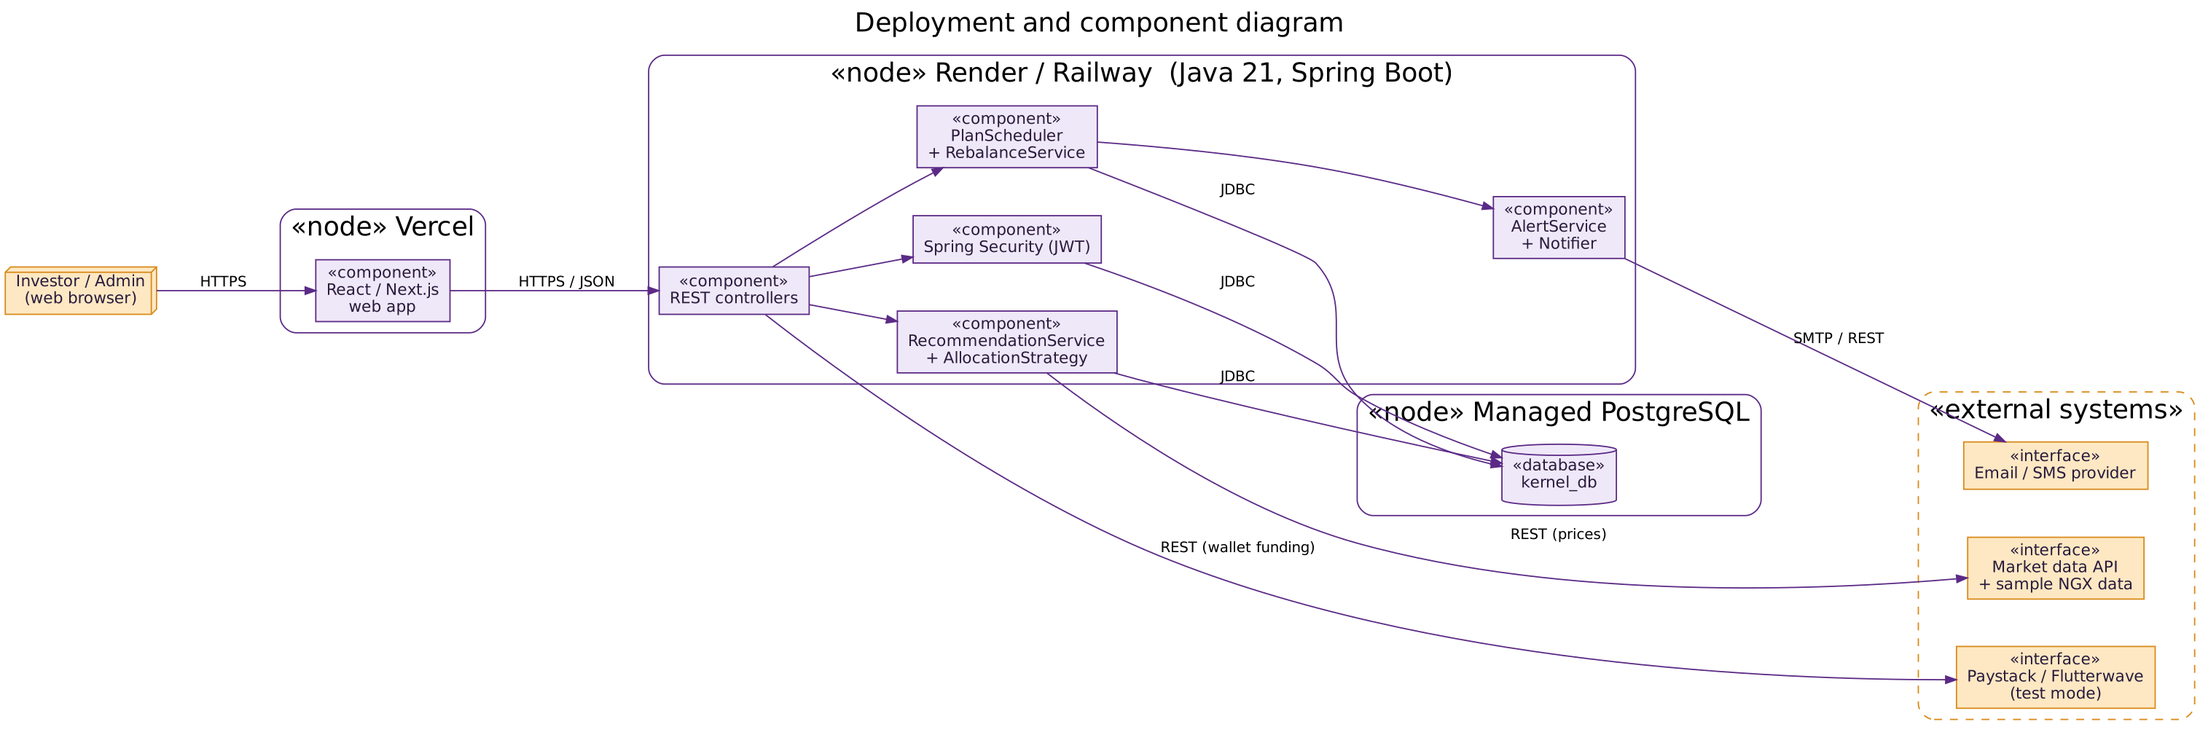 Deployment and component diagram
«node» Render / Railway  (Java 21, Spring Boot)
«component»
PlanScheduler
+ RebalanceService
JDBC
«component»
AlertService
+ Notifier
«node» Vercel
«component»
Spring Security (JWT)
Investor / Admin
(web browser)
HTTPS
«component»
React / Next.js
web app
HTTPS / JSON
«component»
REST controllers
JDBC
«component»
RecommendationService
+ AllocationStrategy
SMTP / REST
JDBC
«node» Managed PostgreSQL
«database»
kernel_db
«external systems»
«interface»
Email / SMS provider
REST (prices)
REST (wallet funding)
«interface»
Market data API
+ sample NGX data
«interface»
Paystack / Flutterwave
(test mode)